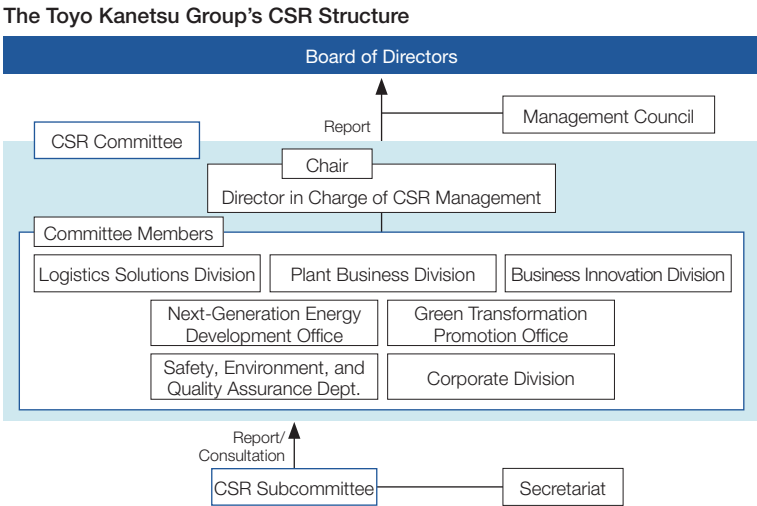 The Toyo Kanetsu Group's CSR Structure
Board of Directors
Report
Management Council
CSR Committee
Chair
Director in Charge of CSR Management
Committee Members
Logistics Solutions Division
Plant Business Division
Business Innovation Division
Next-Generation Energy
Development Office
Green Transformation
Promotion Office
Safety, Environment, and
Quality Assurance Dept.
Corporate Division
Report/
Consultation
CSR Subcommittee
Secretariat